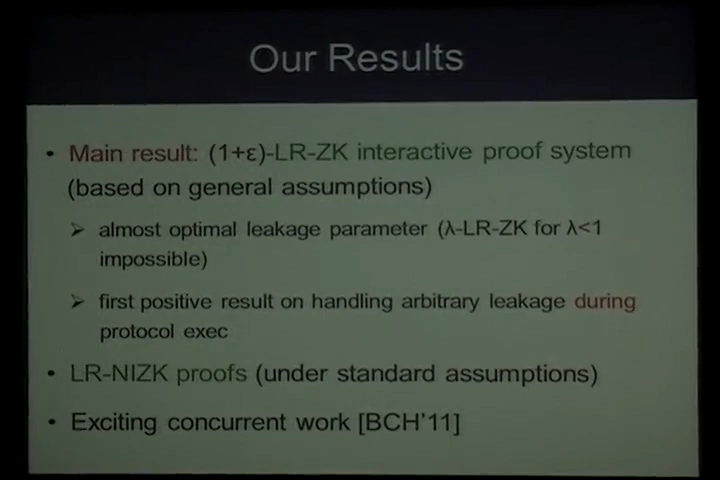 Our Results
• Main result: (1+ε)-LR-ZK interactive proof system
(based on general assumptions)
➢ almost optimal leakage parameter (λ-LR-ZK for λ<1
impossible)
➢ first positive result on handling arbitrary leakage during
protocol exec
• LR-NIZK proofs (under standard assumptions)
• Exciting concurrent work [BCH'11]